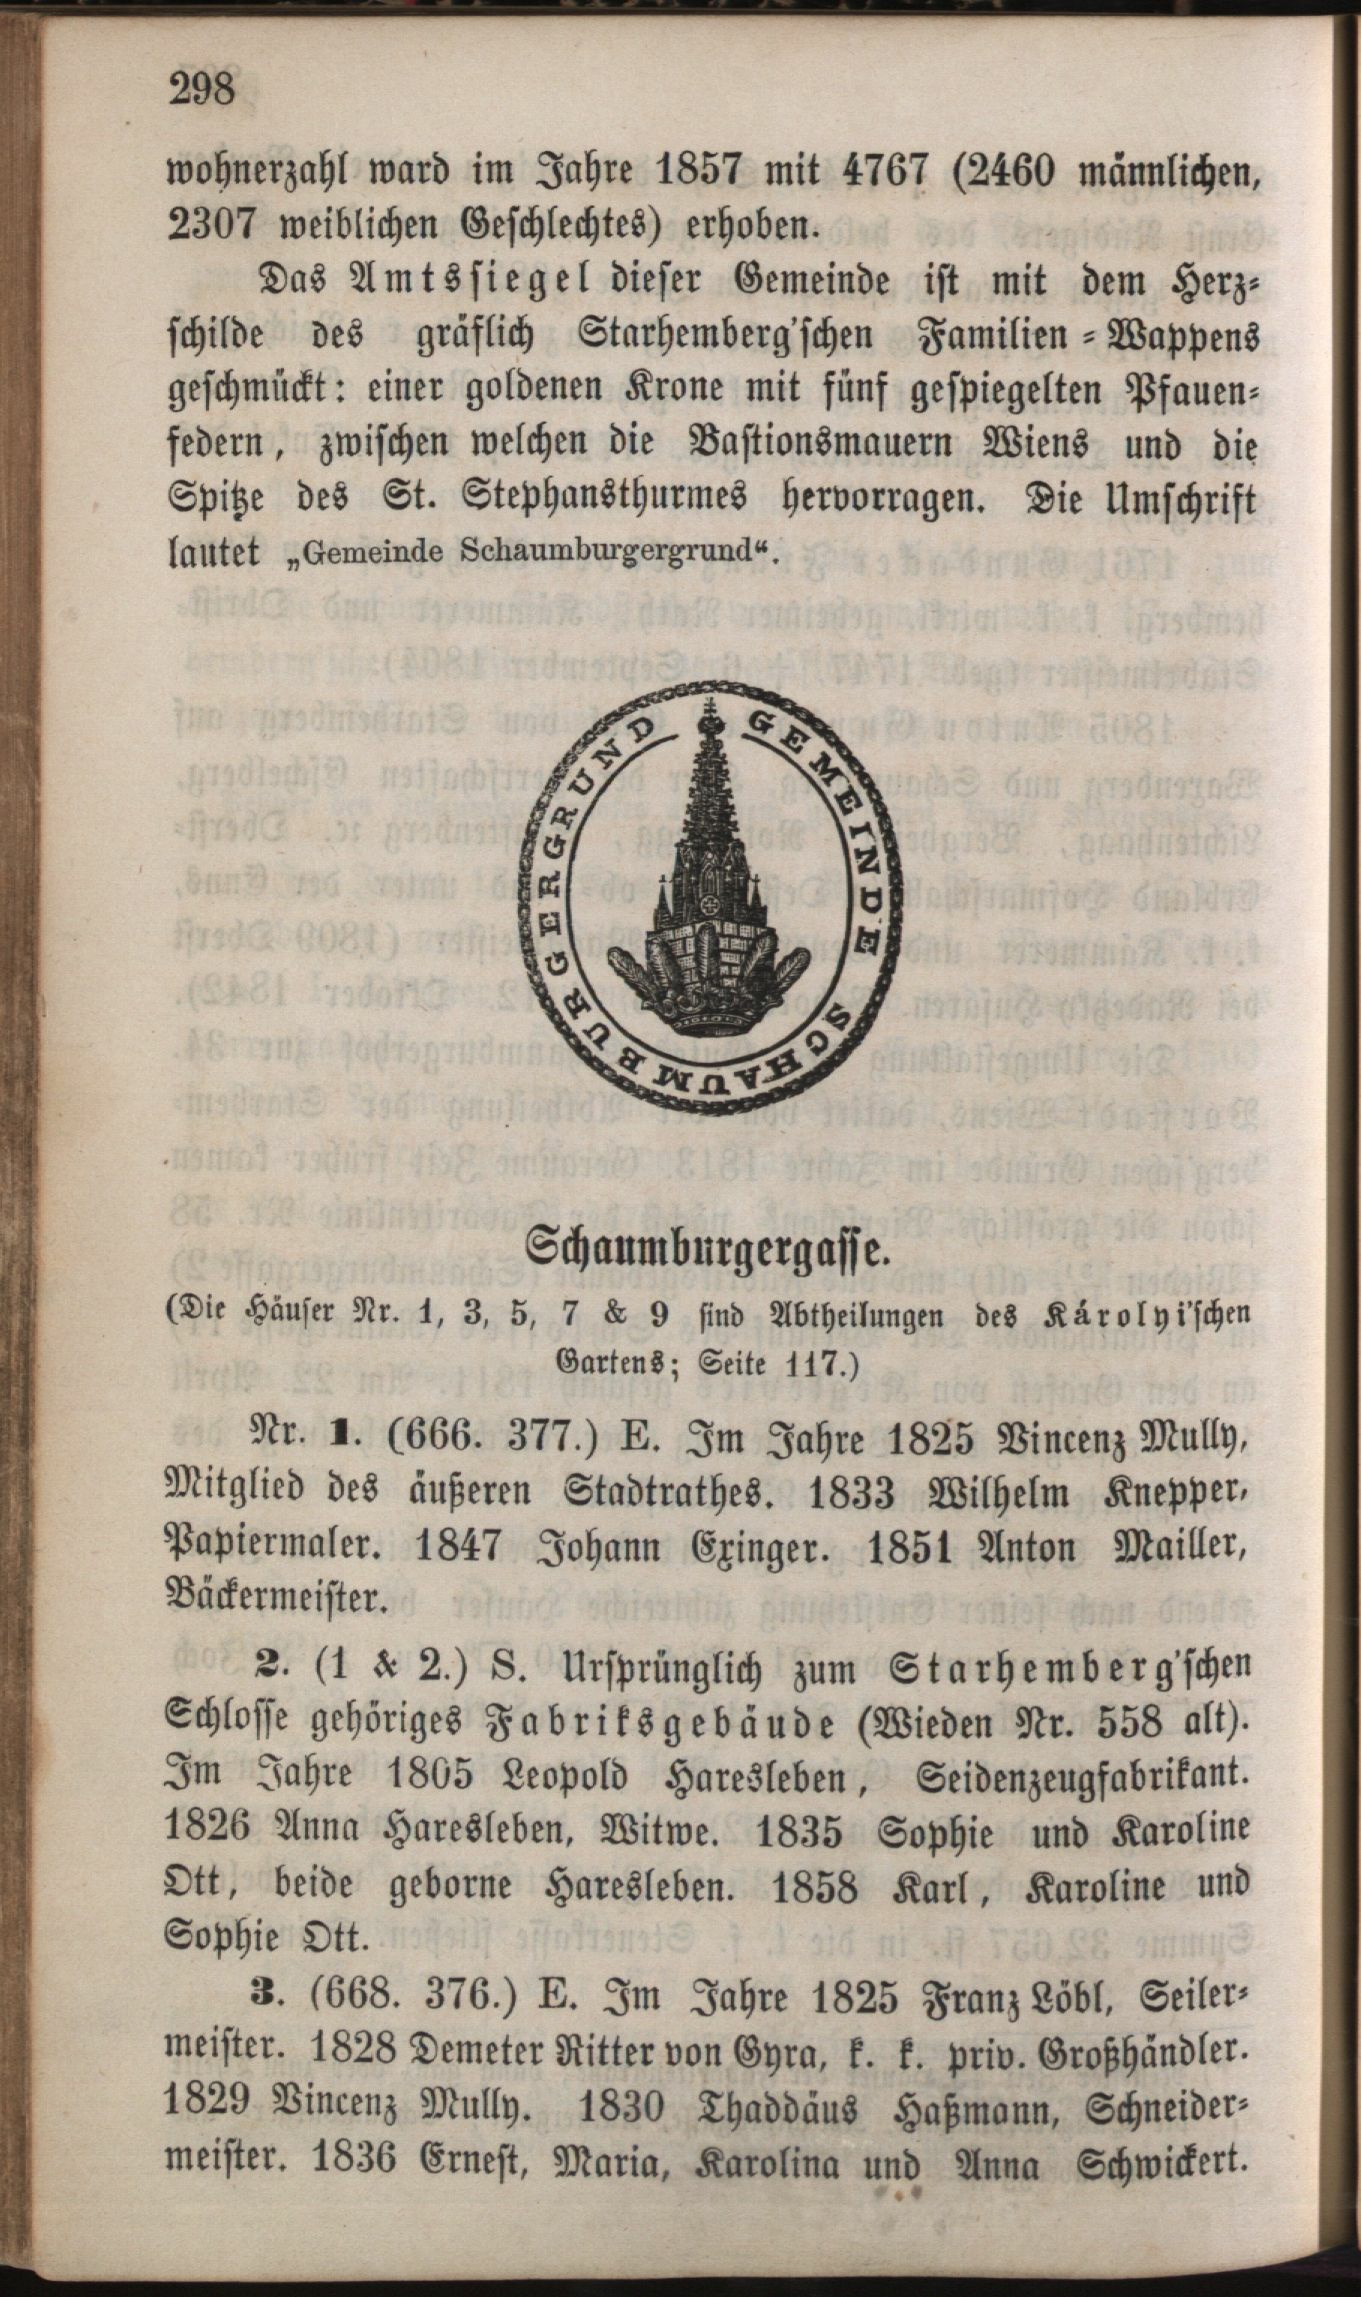 298
wohnerzahl ward im Jahre 1857 mit 4767 (2460 männlichen,
2307 weiblichen Geschlechtes) erhoben.
Das Amtssiegel dieser Gemeinde ist mit dem Herz-
schilde des gräflich Starhemberg'schen Familien-Wappens
geschmückt: einer goldenen Krone mit fünf gespiegelten Pfauen-
federn, zwischen welchen die Bastionsmauern Wiens und die
Spitze des St. Stephansthurmes hervorragen. Die Umschrift
lautet „Gemeinde Schaumburgergrund“.
GEMEINDE SCHAUMBURGERGRUND
Schaumburgergasse.
(Die Häuser Nr. 1, 3, 5, 7 & 9 sind Abtheilungen des Károlyi'schen
Gartens; Seite 117.)
Nr. 1. (666. 377.) E. Im Jahre 1825 Vincenz Mully,
Mitglied des äußeren Stadtrathes. 1833 Wilhelm Knepper,
Papiermaler. 1847 Johann Exinger. 1851 Anton Mailler,
Bäckermeister.
2. (1 & 2.) S. Ursprünglich zum Starhemberg'schen
Schlosse gehöriges Fabriksgebäude (Wieden Nr. 558 alt).
Im Jahre 1805 Leopold Haresleben, Seidenzeugfabrikant.
1826 Anna Haresleben, Witwe. 1835 Sophie und Karoline
Ott, beide geborne Haresleben. 1858 Karl, Karoline und
Sophie Ott.
3. (668. 376.) E. Im Jahre 1825 Franz Löbl, Seiler-
meister. 1828 Demeter Ritter von Gyra, k. k. priv. Großhändler.
1829 Vincenz Mully. 1830 Thaddäus Haßmann, Schneider-
meister. 1836 Ernest, Maria, Karolina und Anna Schwickert.